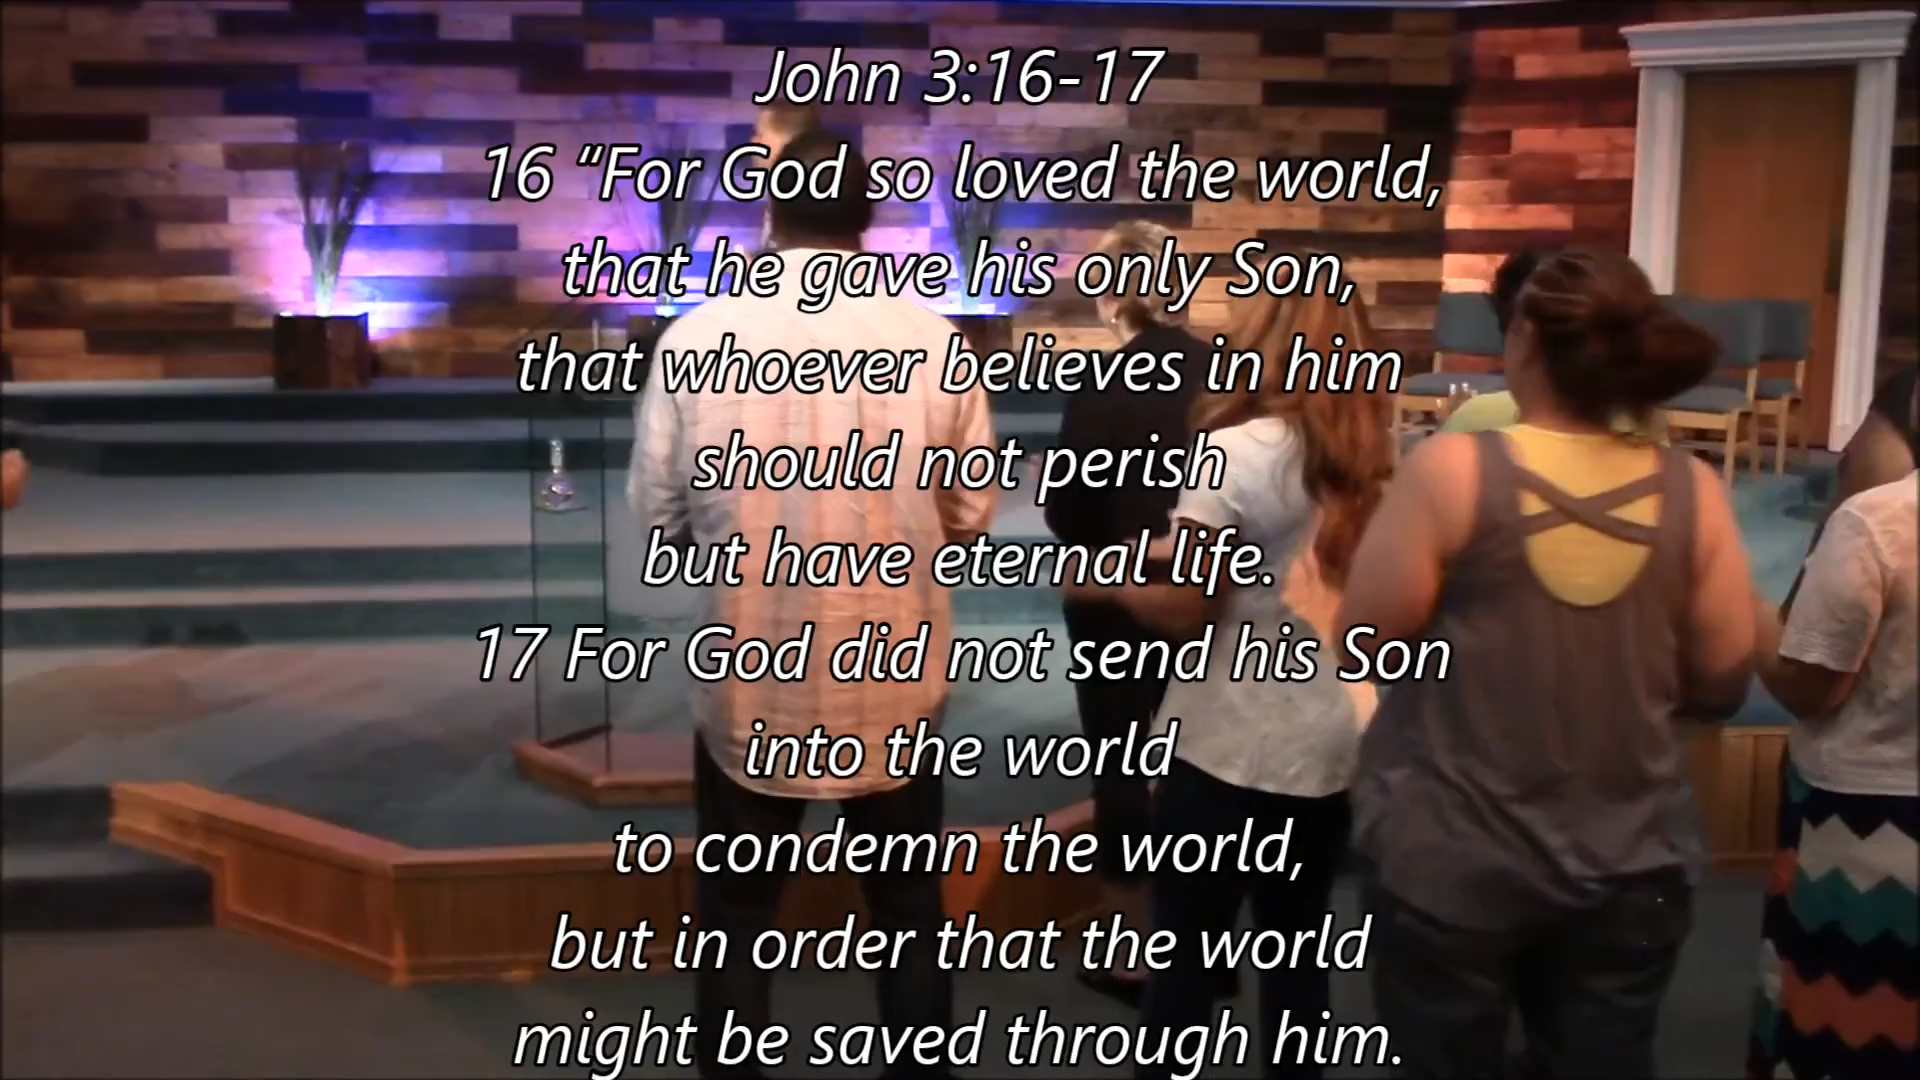 John 3:16-17
16 “For God so loved the world,
that he gave his only Son,
that whoever believes in him
should not perish
but have eternal life.
17 For God did not send his Son
into the world
to condemn the world,
but in order that the world
might be saved through him.